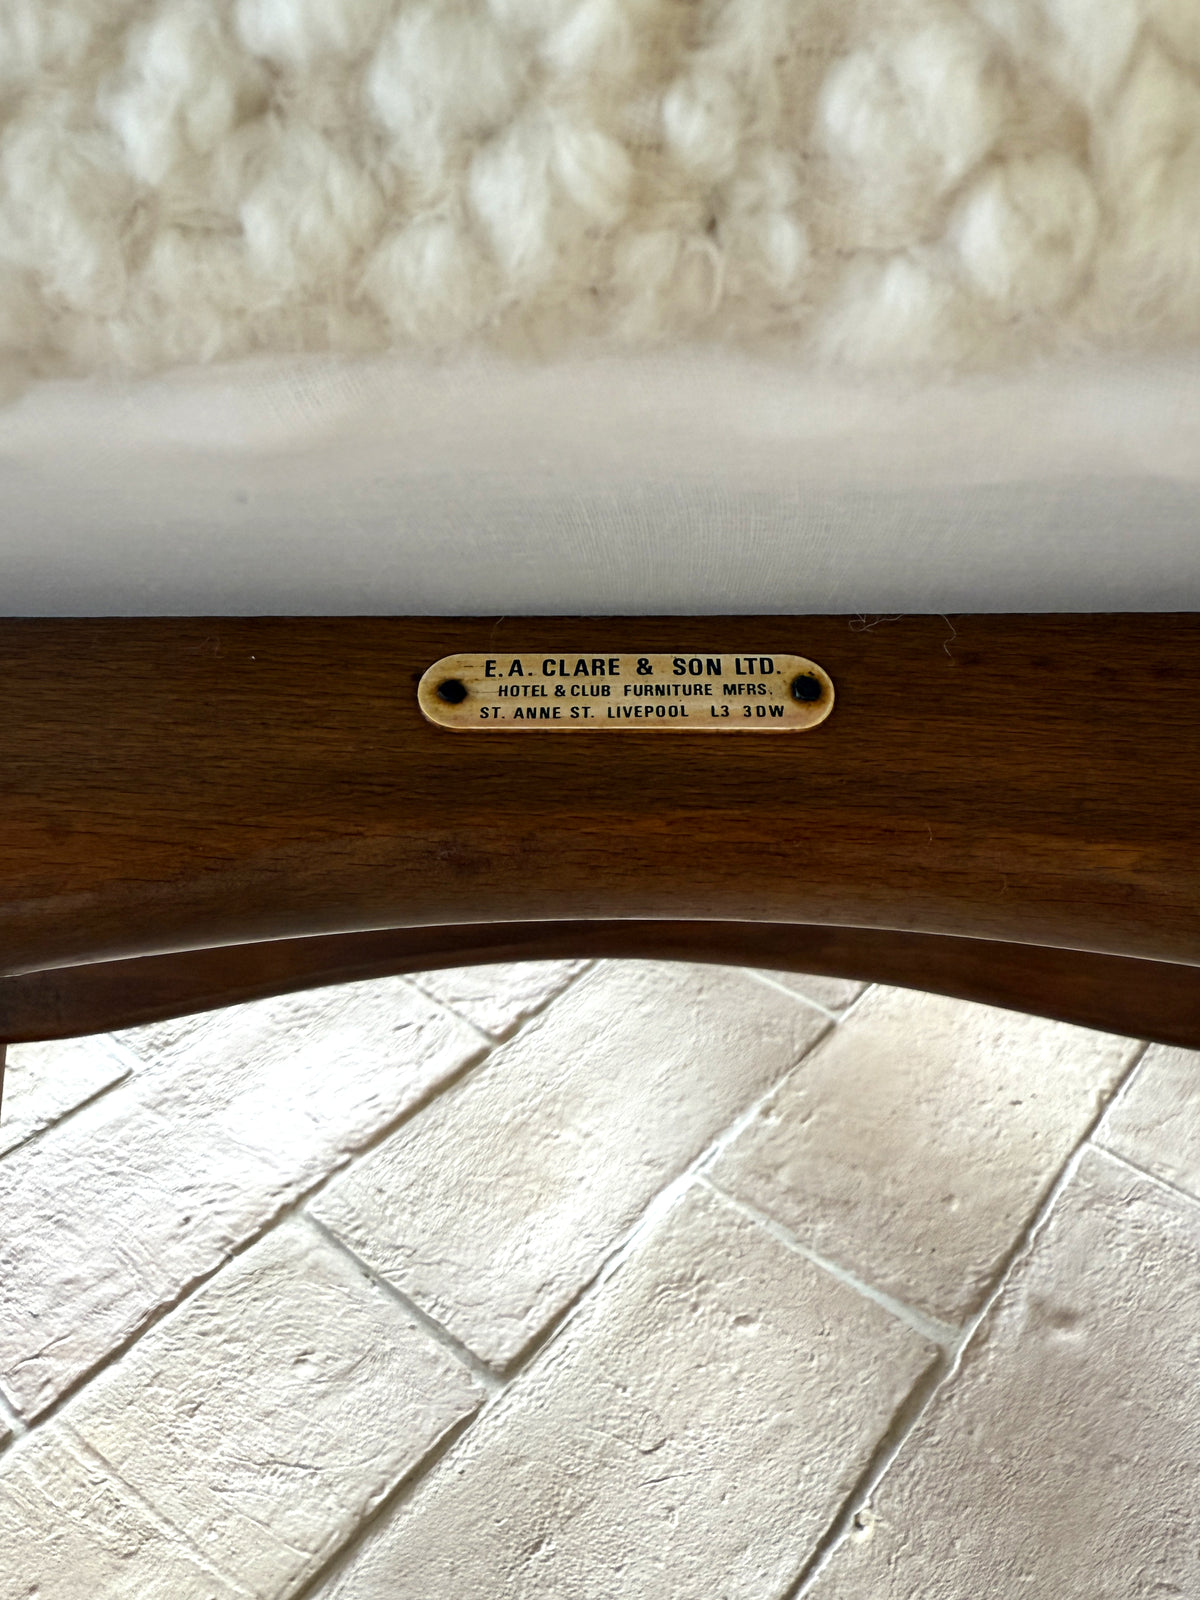 E.A. CLARE & SON LTD.
HOTEL & CLUB FURNITURE MFRS.
ST. ANNE ST. LIVEPOOL L3 3DW